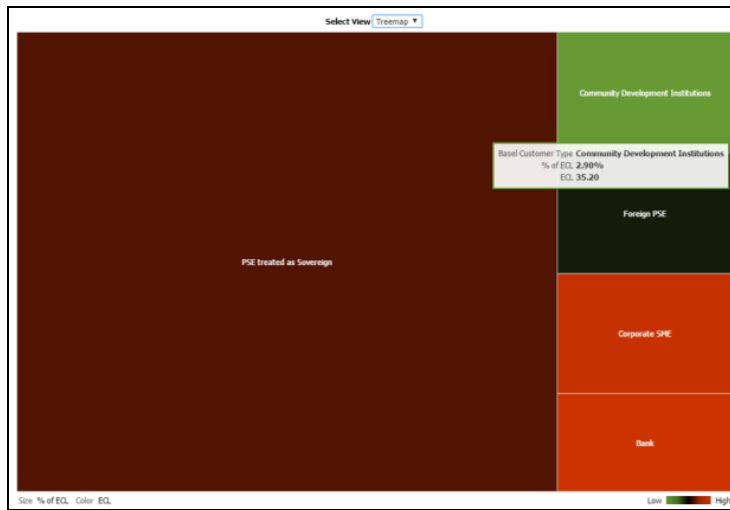 Select View Treemap
Community Development Institutions
Basel Customer Type Community Development Institutions
% of ECL 2.90%
ECL 35.20
Foreign PSE
PSE treated as Sovereign
Corporate SME
Bank
Size % of ECL Color ECL
Low High